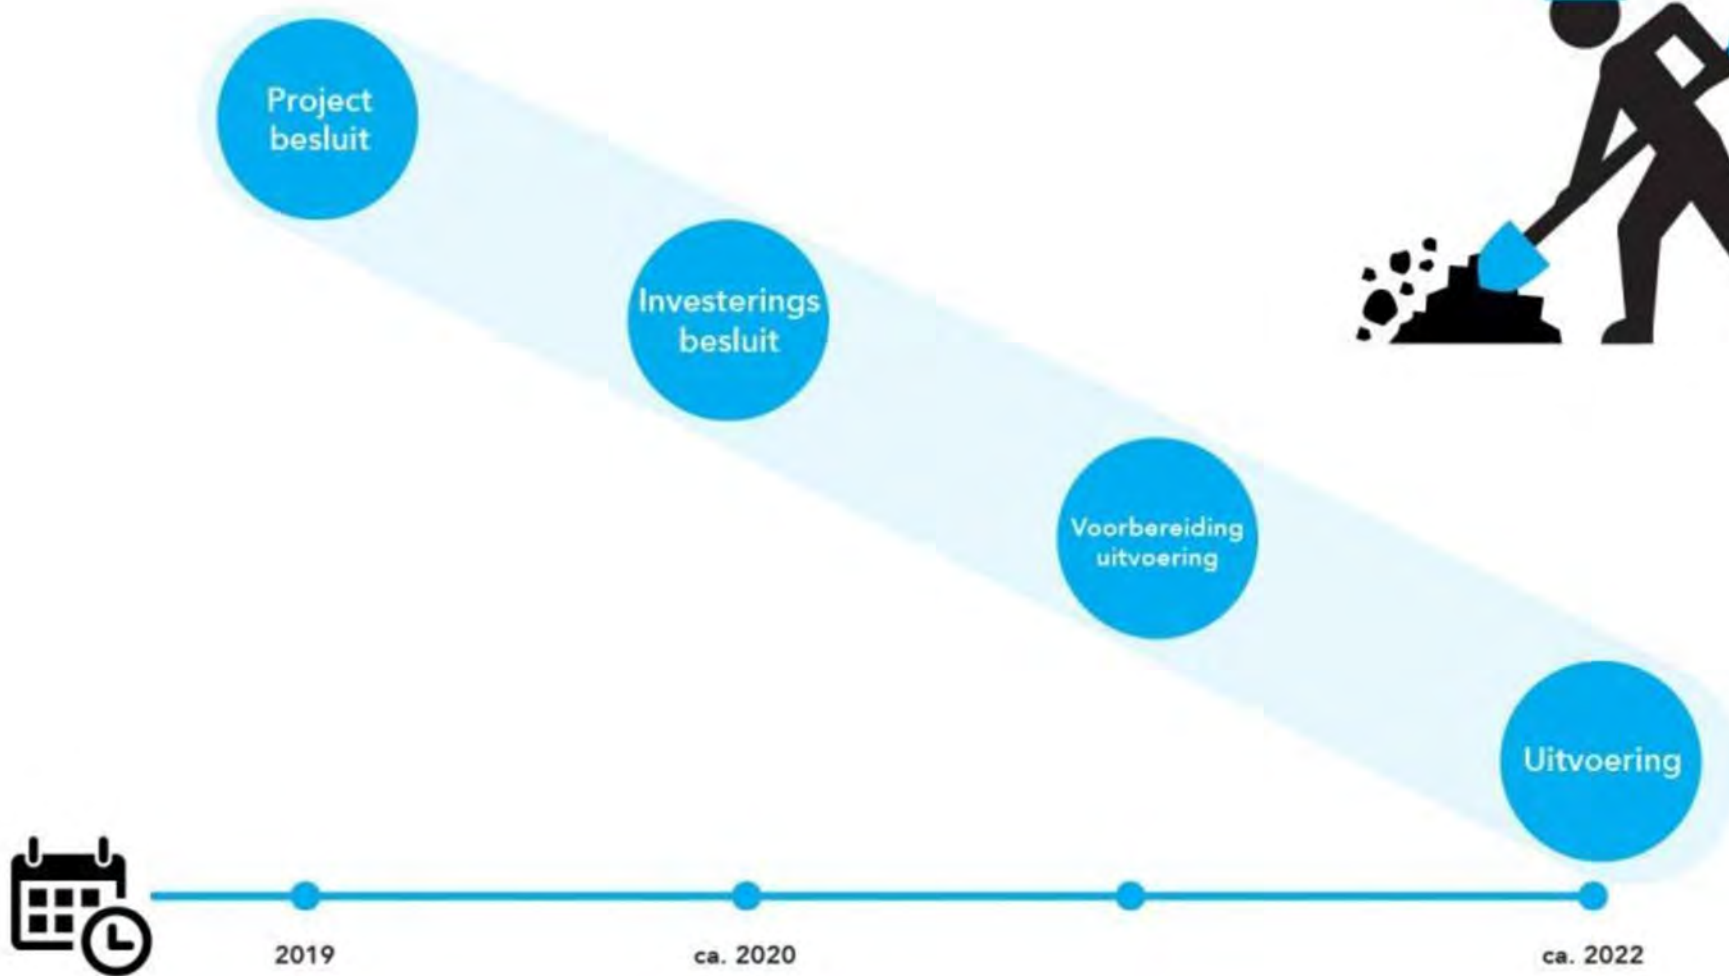 Project
besluit
Investerings
besluit
Voorbereiding
uitvoering
Uitvoering
2019
ca. 2020
ca. 2022